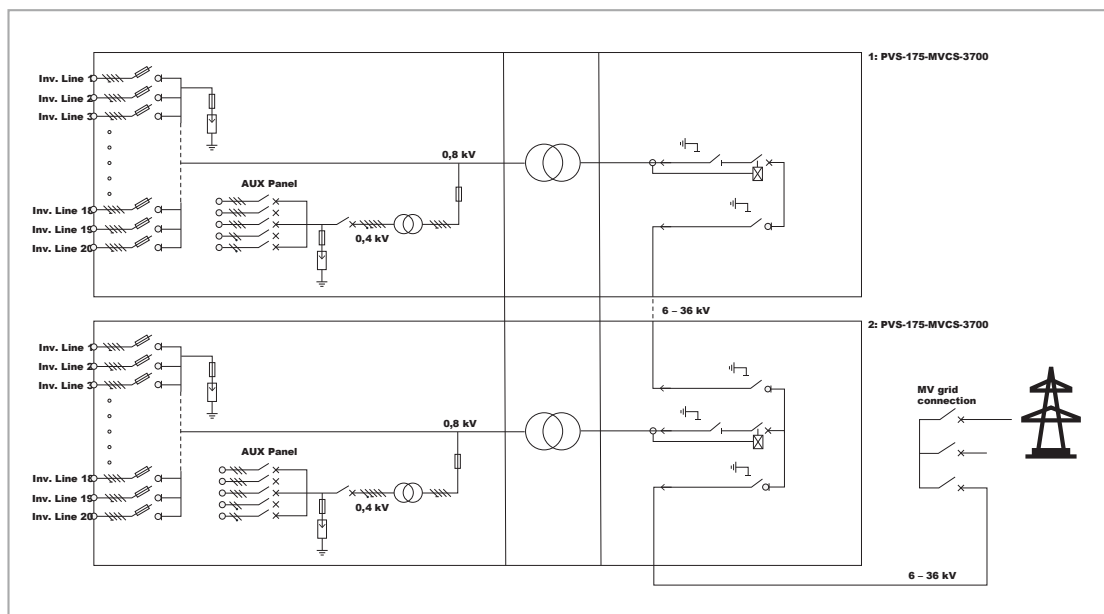 1: PVS-175-MVCS-3700
Inv. Line 1
Inv. Line 2
Inv. Line 3
0,8 kV
AUX Panel
Inv. Line 18
Inv. Line 19
Inv. Line 20
0,4 kV
6 – 36 kV
2: PVS-175-MVCS-3700
Inv. Line 1
Inv. Line 2
Inv. Line 3
MV grid
connection
0,8 kV
AUX Panel
Inv. Line 18
Inv. Line 19
Inv. Line 20
0,4 kV
6 – 36 kV